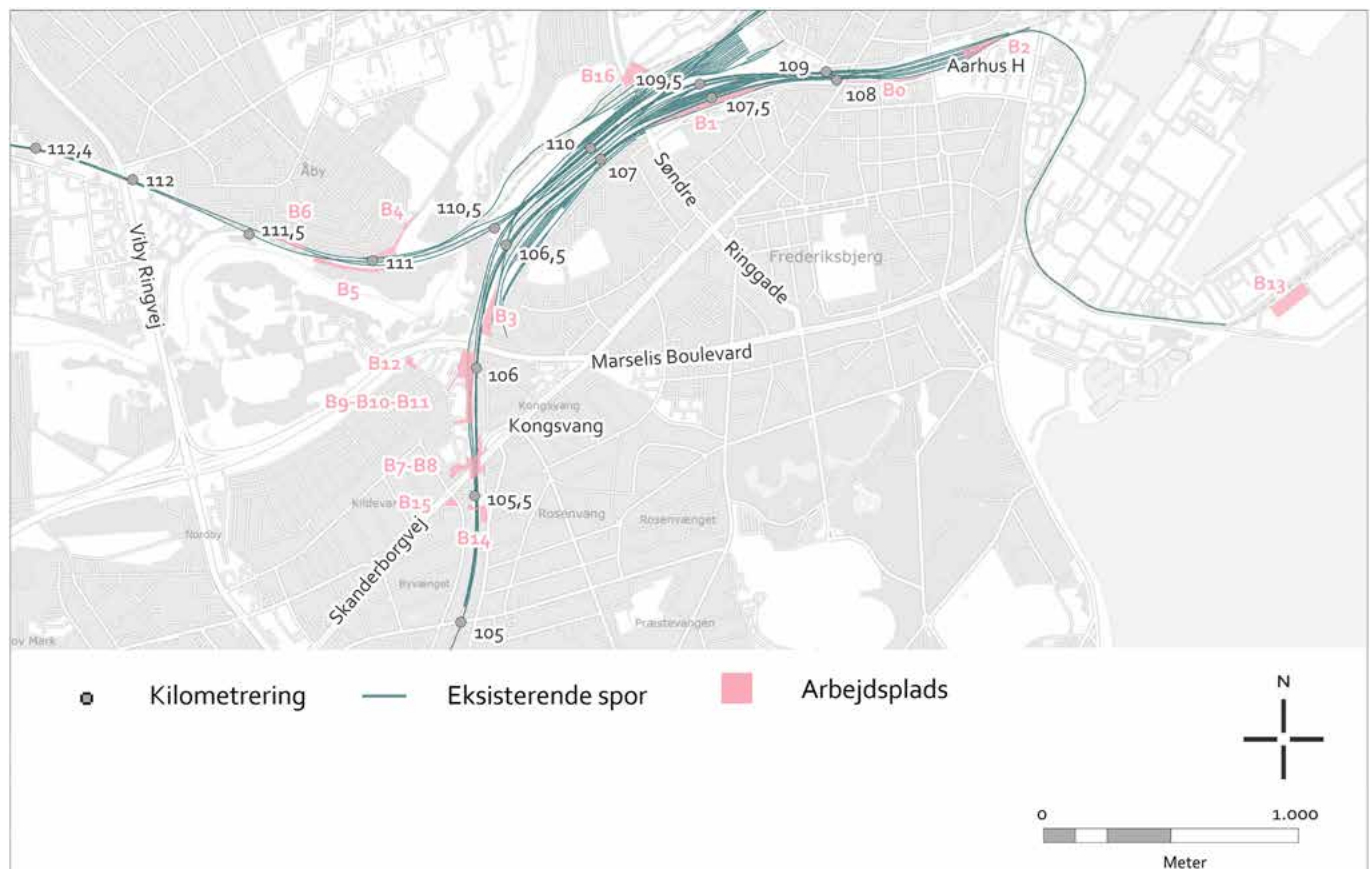 B2
Aarhus H
B16
109,5
109
B0
108
107,5
B1
110
107
112,4
Åby
112
Søndre
Ringgade
B6
B4
110,5
111,5
111
106,5
Frederiksbjerg
Viby Ringvej
B5
B13
B3
Marselis Boulevard
B12
106
B9-B10-B11
Kongsvang
Kongsvang
B7-B8
105,5
B15
Rosenvang
Rosenvænget
Nordby
B14
Skanderborgvej
Byvænget
Præstevangen
105
ov Mark
Kilometrering
Eksisterende spor
Arbejdsplads
N
0
1.000
Meter